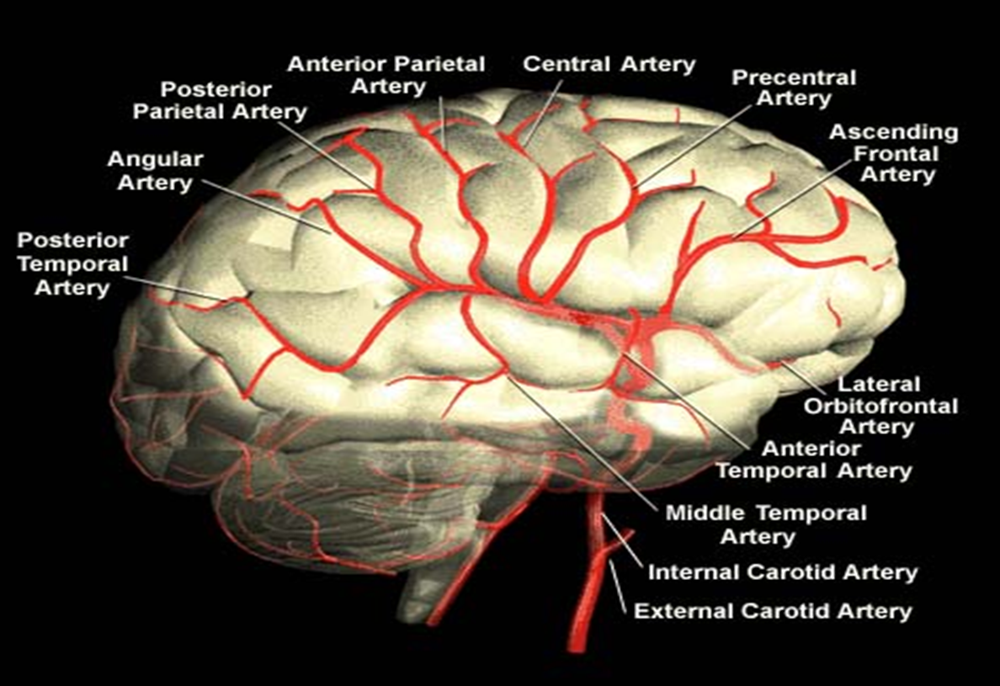 Anterior Parietal
Artery
Central Artery
Precentral
Artery
Posterior
Parietal Artery
Ascending
Frontal
Artery
Angular
Artery
Posterior
Temporal
Artery
Lateral
Orbitofrontal
Artery
Anterior
Temporal Artery
Middle Temporal
Artery
Internal Carotid Artery
External Carotid Artery